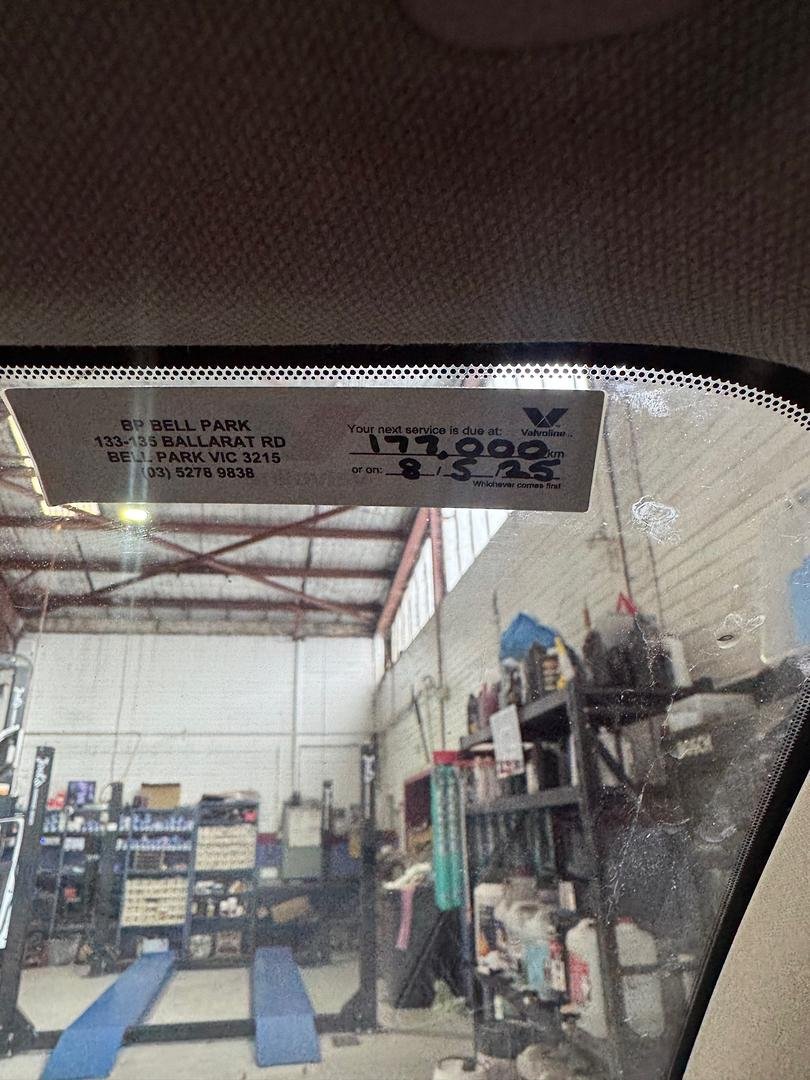 BP BELL PARK
133-135 BALLARAT RD
BELL PARK VIC 3215
(03) 5278 9838
Valvoline
Your next service is due at:
177,000 km
or on: 8 / 5 / 25
Whichever comes first